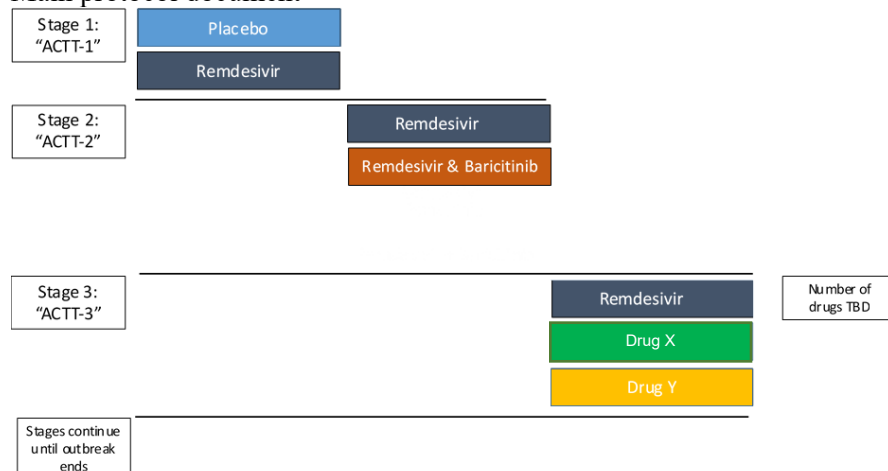 Main protocol document
Stage 1:
“ACTT-1”
Placebo
Remdesivir
Stage 2:
“ACTT-2”
Remdesivir
Remdesivir & Baricitinib
Stage 3:
“ACTT-3”
Remdesivir
Number of
drugs TBD
Drug X
Drug Y
Stages continue
until outbreak
ends